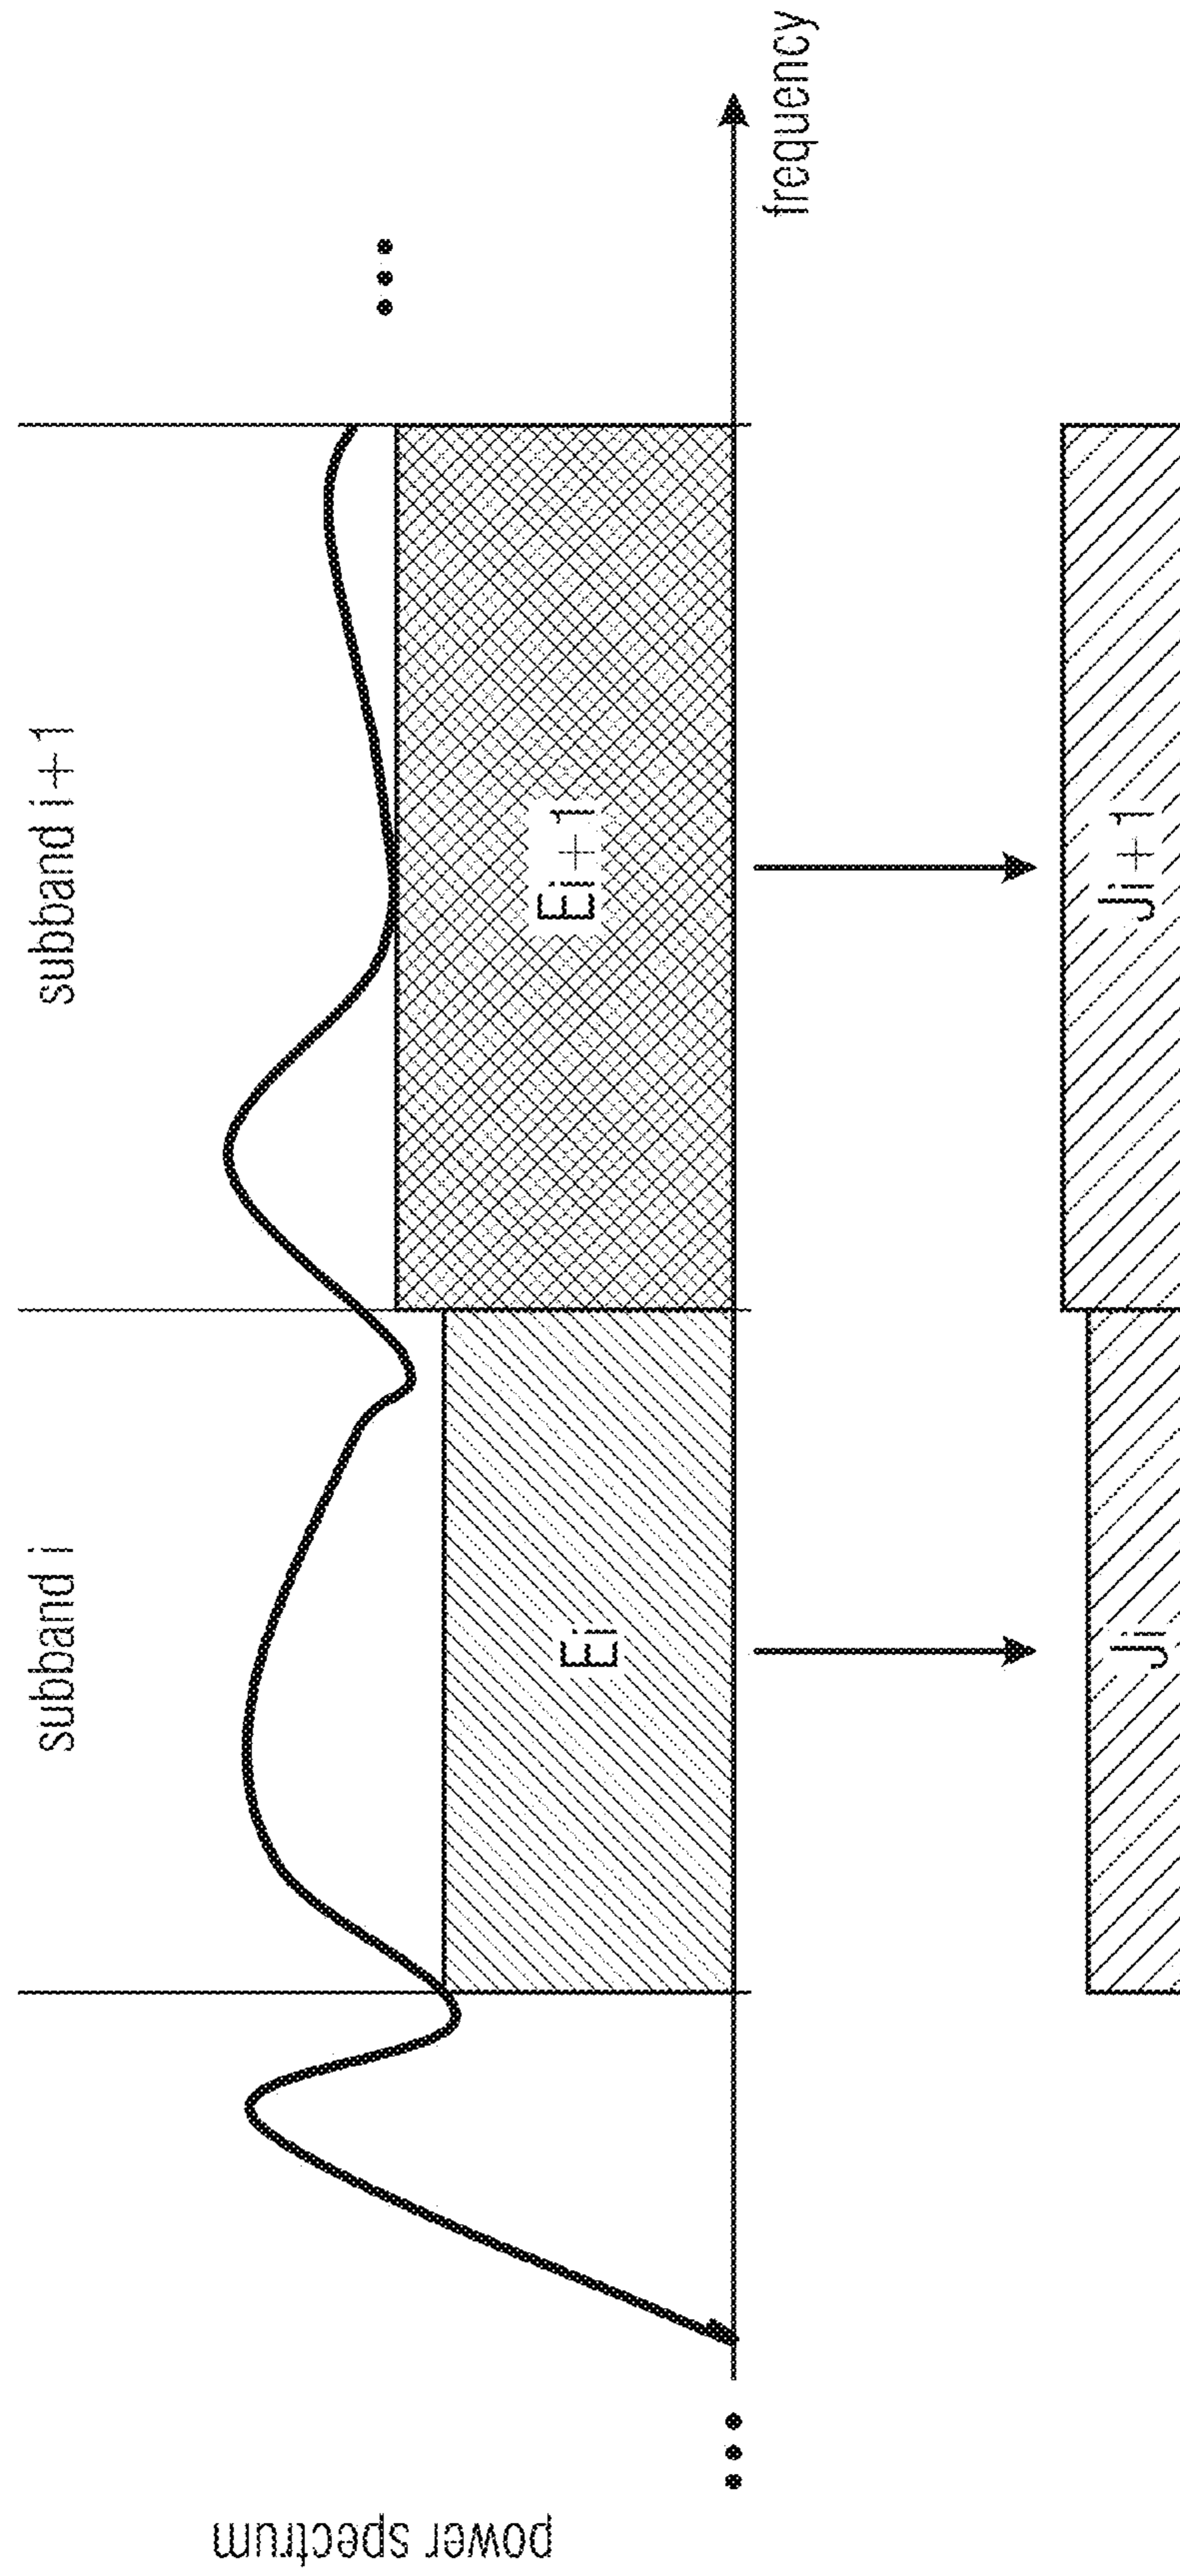 power spectrum
subband i
subband i+1
Ei
Ei+1
frequency
Ji
Ji+1